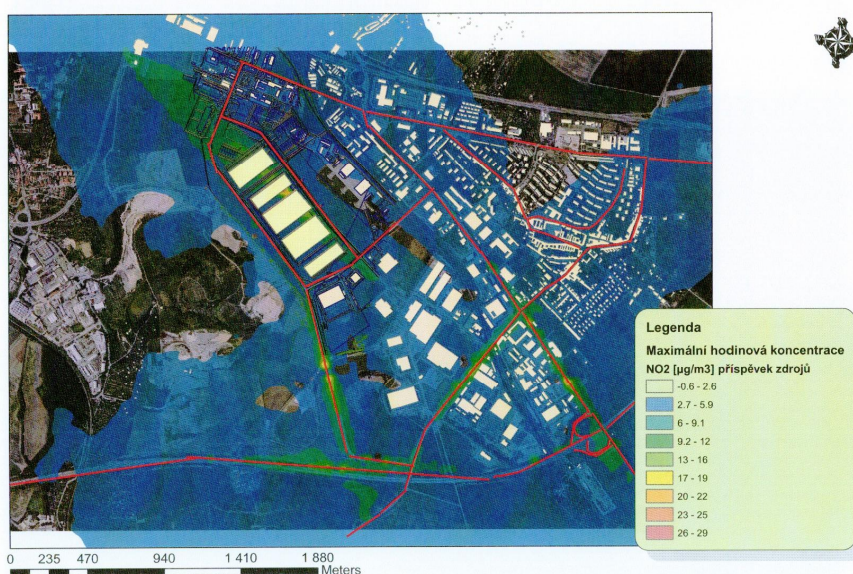 Legenda
Maximální hodinová koncentrace
NO2 [µg/m3] příspěvek zdrojů
-0.6 - 2.6
2.7 - 5.9
6 - 9.1
9.2 - 12
13 - 16
17 - 19
20 - 22
23 - 25
26 - 29
0 235 470 940 1 410 1 880
Meters